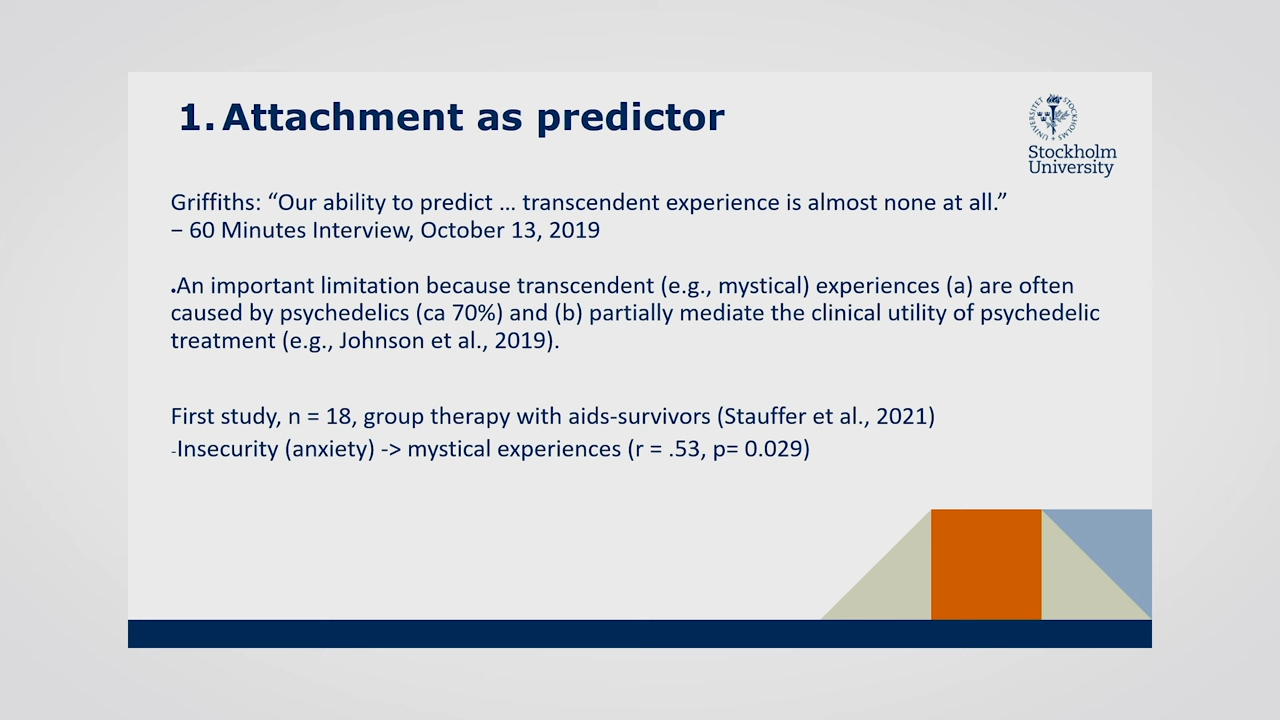 1. Attachment as predictor
STOCKHOLMS UNIVERSITET
Stockholm
University
Griffiths: “Our ability to predict … transcendent experience is almost none at all.”
− 60 Minutes Interview, October 13, 2019
•An important limitation because transcendent (e.g., mystical) experiences (a) are often
caused by psychedelics (ca 70%) and (b) partially mediate the clinical utility of psychedelic
treatment (e.g., Johnson et al., 2019).
First study, n = 18, group therapy with aids-survivors (Stauffer et al., 2021)
-Insecurity (anxiety) -> mystical experiences (r = .53, p= 0.029)